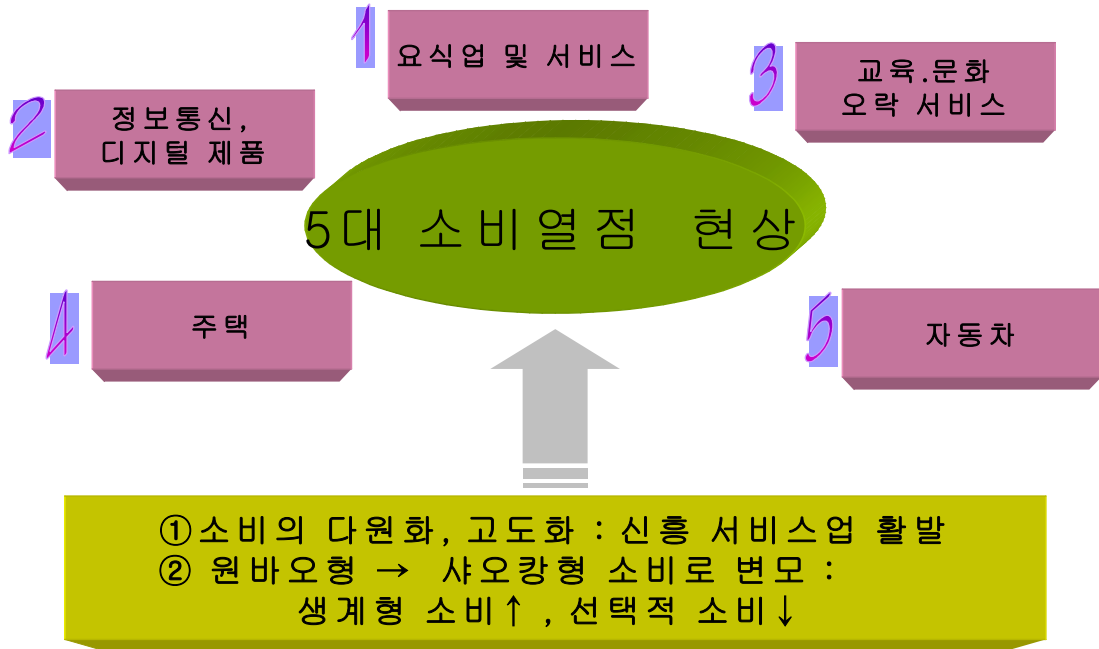 1
요식업 및 서비스
2
정보통신,
디지털 제품
3
교육.문화
오락 서비스
5대 소비열점 현상
4
주택
5
자동차
①소비의 다원화, 고도화 : 신흥 서비스업 활발
② 원바오형 → 샤오캉형 소비로 변모 :
생계형 소비↑, 선택적 소비↓